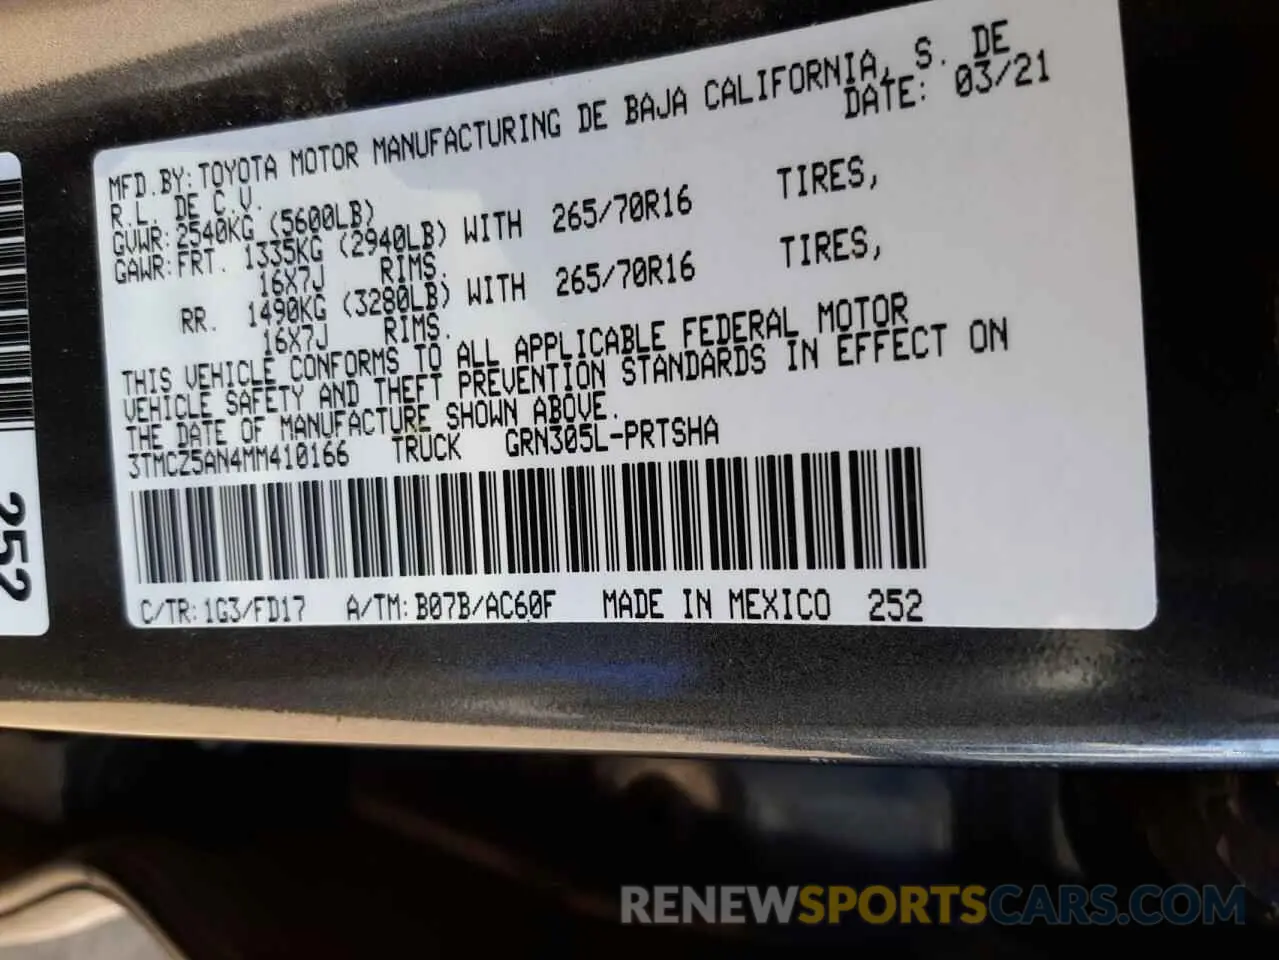 MFD.BY:TOYOTA MOTOR MANUFACTURING DE BAJA CALIFORNIA, S. DE
R.L. DE C.V. DATE: 03/21
GVWR:2540KG (5600LB)
GAWR:FRT. 1335KG (2940LB) WITH 265/70R16 TIRES,
16X7J RIMS.
RR. 1490KG (3280LB) WITH 265/70R16 TIRES,
16X7J RIMS.
THIS VEHICLE CONFORMS TO ALL APPLICABLE FEDERAL MOTOR
VEHICLE SAFETY AND THEFT PREVENTION STANDARDS IN EFFECT ON
THE DATE OF MANUFACTURE SHOWN ABOVE.
3TMCZ5AN4MM410166 TRUCK GRN305L-PRTSHA
C/TR:1G3/FD17 A/TM:B07B/AC60F MADE IN MEXICO 252
252
RENEWSPORTSCARS.COM